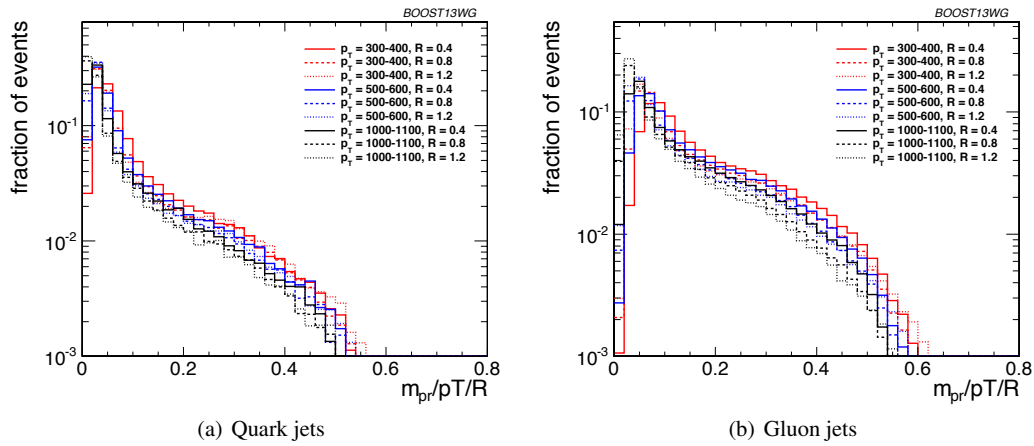 BOOST13WG
fraction of events
p_T = 300-400, R = 0.4
p_T = 300-400, R = 0.8
p_T = 300-400, R = 1.2
p_T = 500-600, R = 0.4
p_T = 500-600, R = 0.8
p_T = 500-600, R = 1.2
p_T = 1000-1100, R = 0.4
p_T = 1000-1100, R = 0.8
p_T = 1000-1100, R = 1.2
10^-1
10^-2
10^-3
0 0.2 0.4 0.6 0.8
m_pr/pT/R
(a) Quark jets
BOOST13WG
fraction of events
p_T = 300-400, R = 0.4
p_T = 300-400, R = 0.8
p_T = 300-400, R = 1.2
p_T = 500-600, R = 0.4
p_T = 500-600, R = 0.8
p_T = 500-600, R = 1.2
p_T = 1000-1100, R = 0.4
p_T = 1000-1100, R = 0.8
p_T = 1000-1100, R = 1.2
10^-1
10^-2
10^-3
0 0.2 0.4 0.6 0.8
m_pr/pT/R
(b) Gluon jets